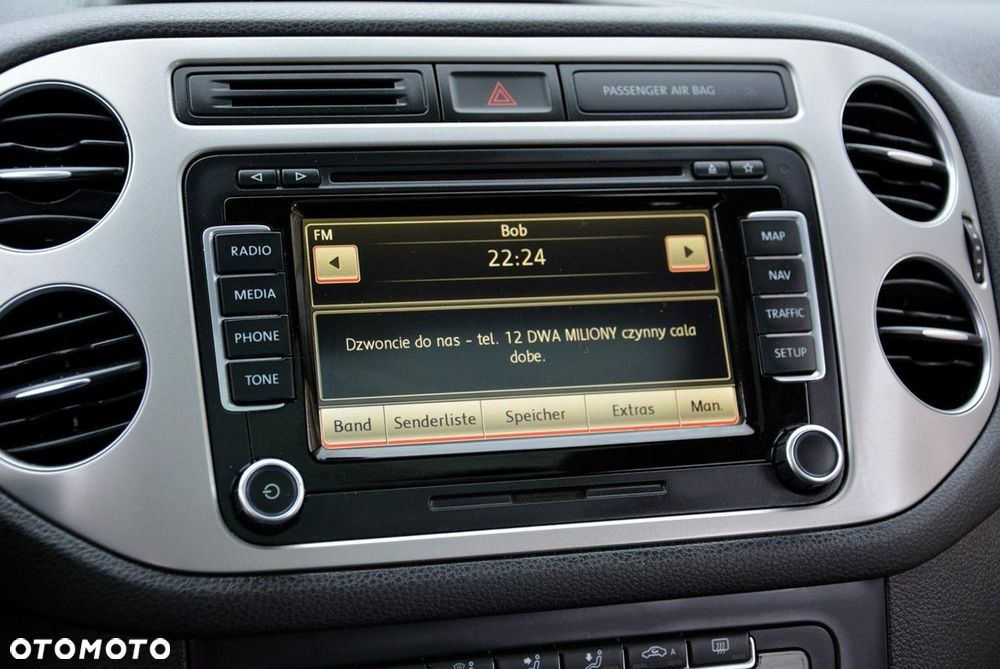 PASSENGER AIR BAG
FM
Bob
22:24
RADIO
MEDIA
PHONE
TONE
MAP
NAV
TRAFFIC
SETUP
Dzwoncie do nas - tel. 12 DWA MILIONY czynny cala
dobe.
Band
Senderliste
Speicher
Extras
Man.
A
OTOMOTO